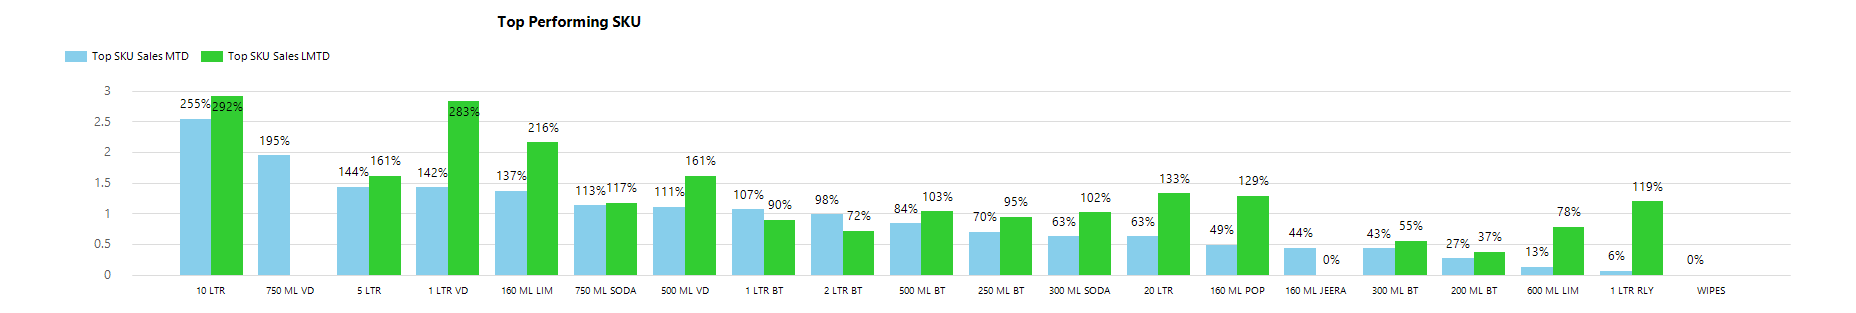 Top Performing SKU
Top SKU Sales MTD Top SKU Sales LMTD
3
2.5
2
1.5
1
0.5
0
255% 292% 195% 144% 161% 142% 283% 137% 216% 113% 117% 111% 161% 107% 90% 98% 72% 84% 103% 70% 95% 63% 102% 63% 133% 49% 129% 44% 0% 43% 55% 27% 37% 13% 78% 6% 119% 0%
10 LTR 750 ML VD 5 LTR 1 LTR VD 160 ML LIM 750 ML SODA 500 ML VD 1 LTR BT 2 LTR BT 500 ML BT 250 ML BT 300 ML SODA 20 LTR 160 ML POP 160 ML JEERA 300 ML BT 200 ML BT 600 ML LIM 1 LTR RLY WIPES